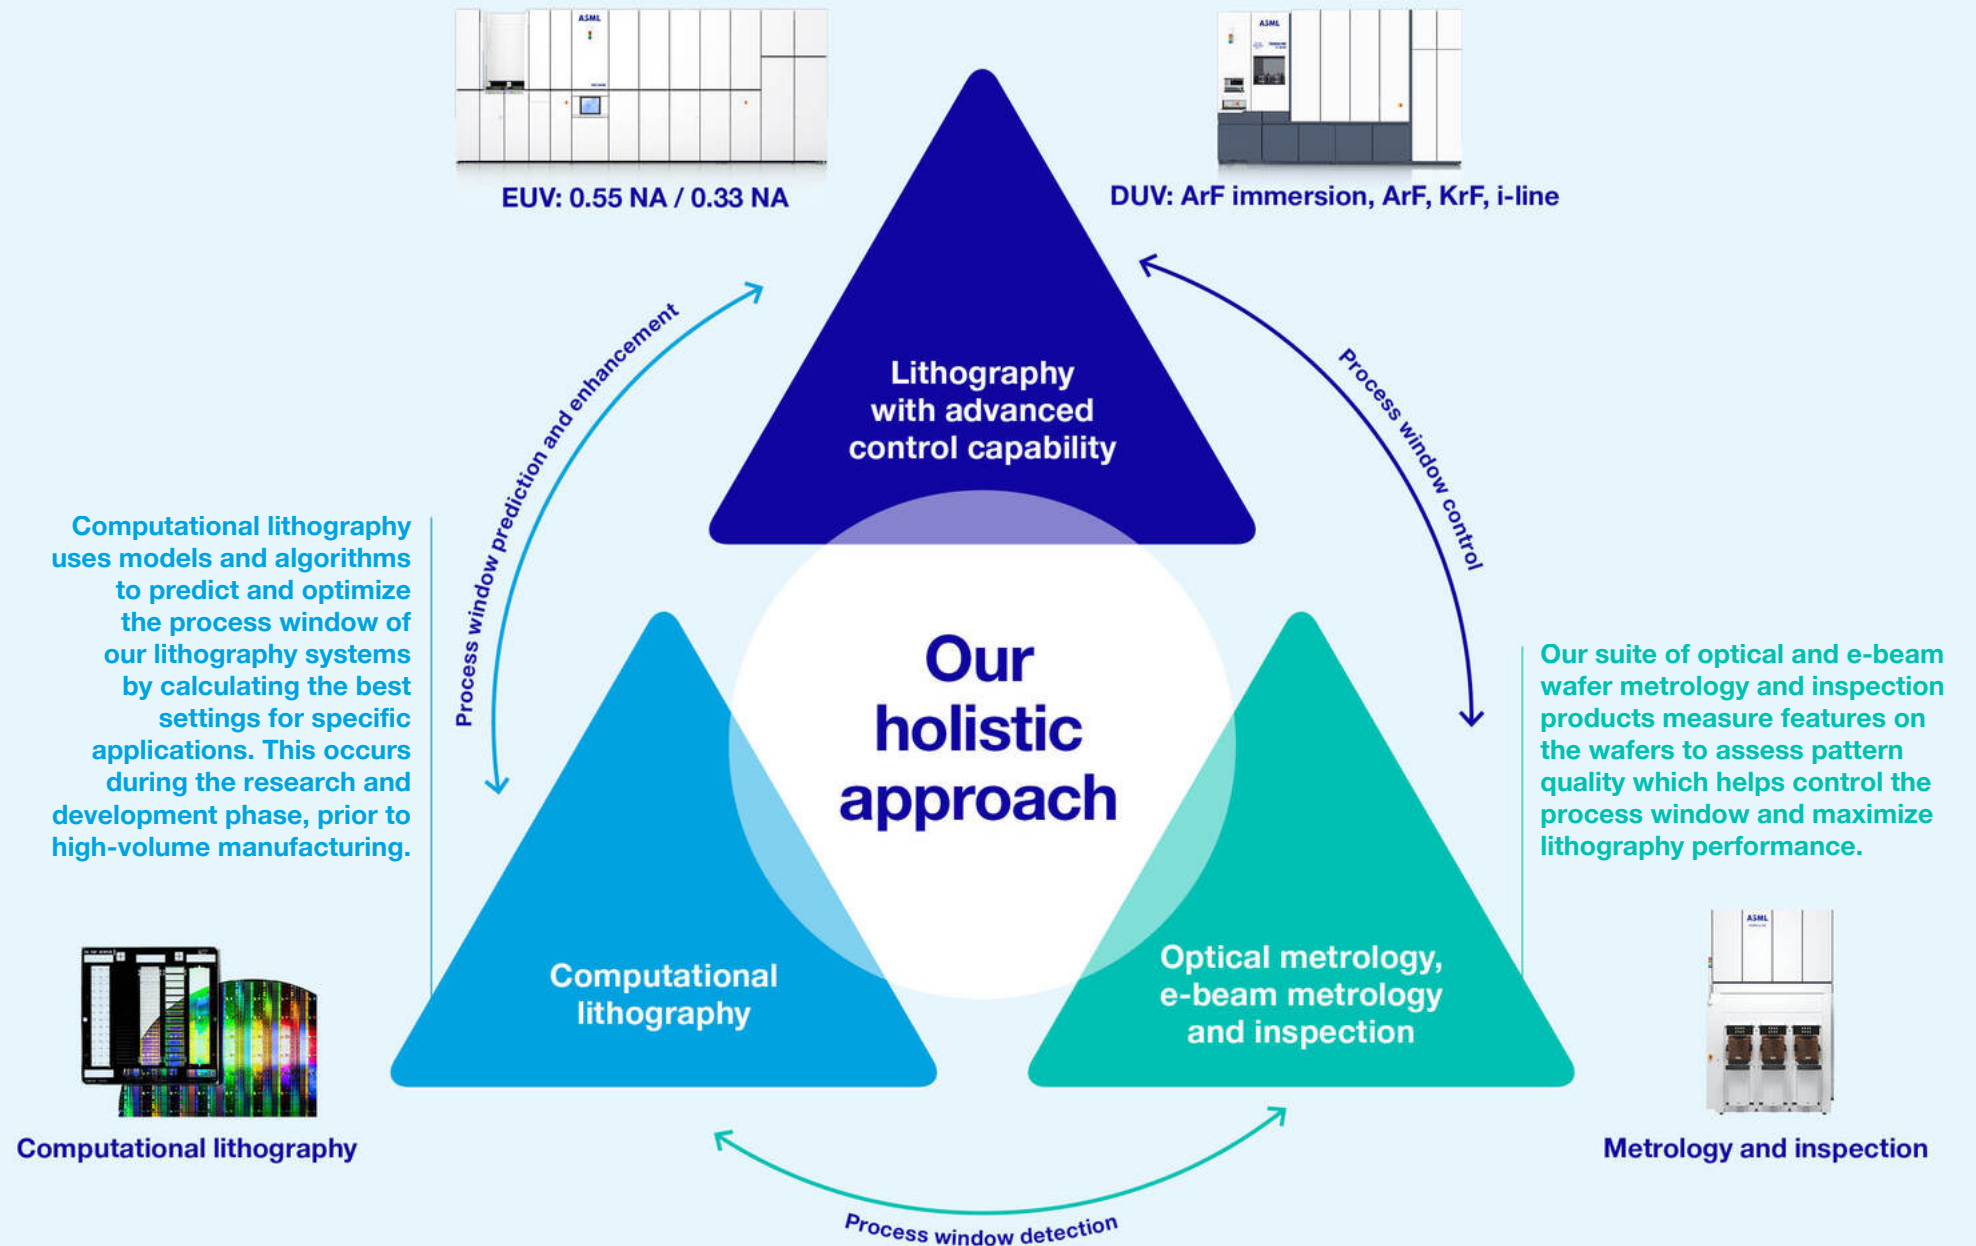 ASML
ASML
EUV: 0.55 NA / 0.33 NA
DUV: ArF immersion, ArF, KrF, i-line
Process window prediction and enhancement
Process window control
Lithography
with advanced
control capability
Computational lithography
uses models and algorithms
to predict and optimize
the process window of
our lithography systems
by calculating the best
settings for specific
applications. This occurs
during the research and
development phase, prior to
high-volume manufacturing.
Our
holistic
approach
Our suite of optical and e-beam
wafer metrology and inspection
products measure features on
the wafers to assess pattern
quality which helps control the
process window and maximize
lithography performance.
Computational
lithography
Optical metrology,
e-beam metrology
and inspection
ASML
Computational lithography
Metrology and inspection
Process window detection